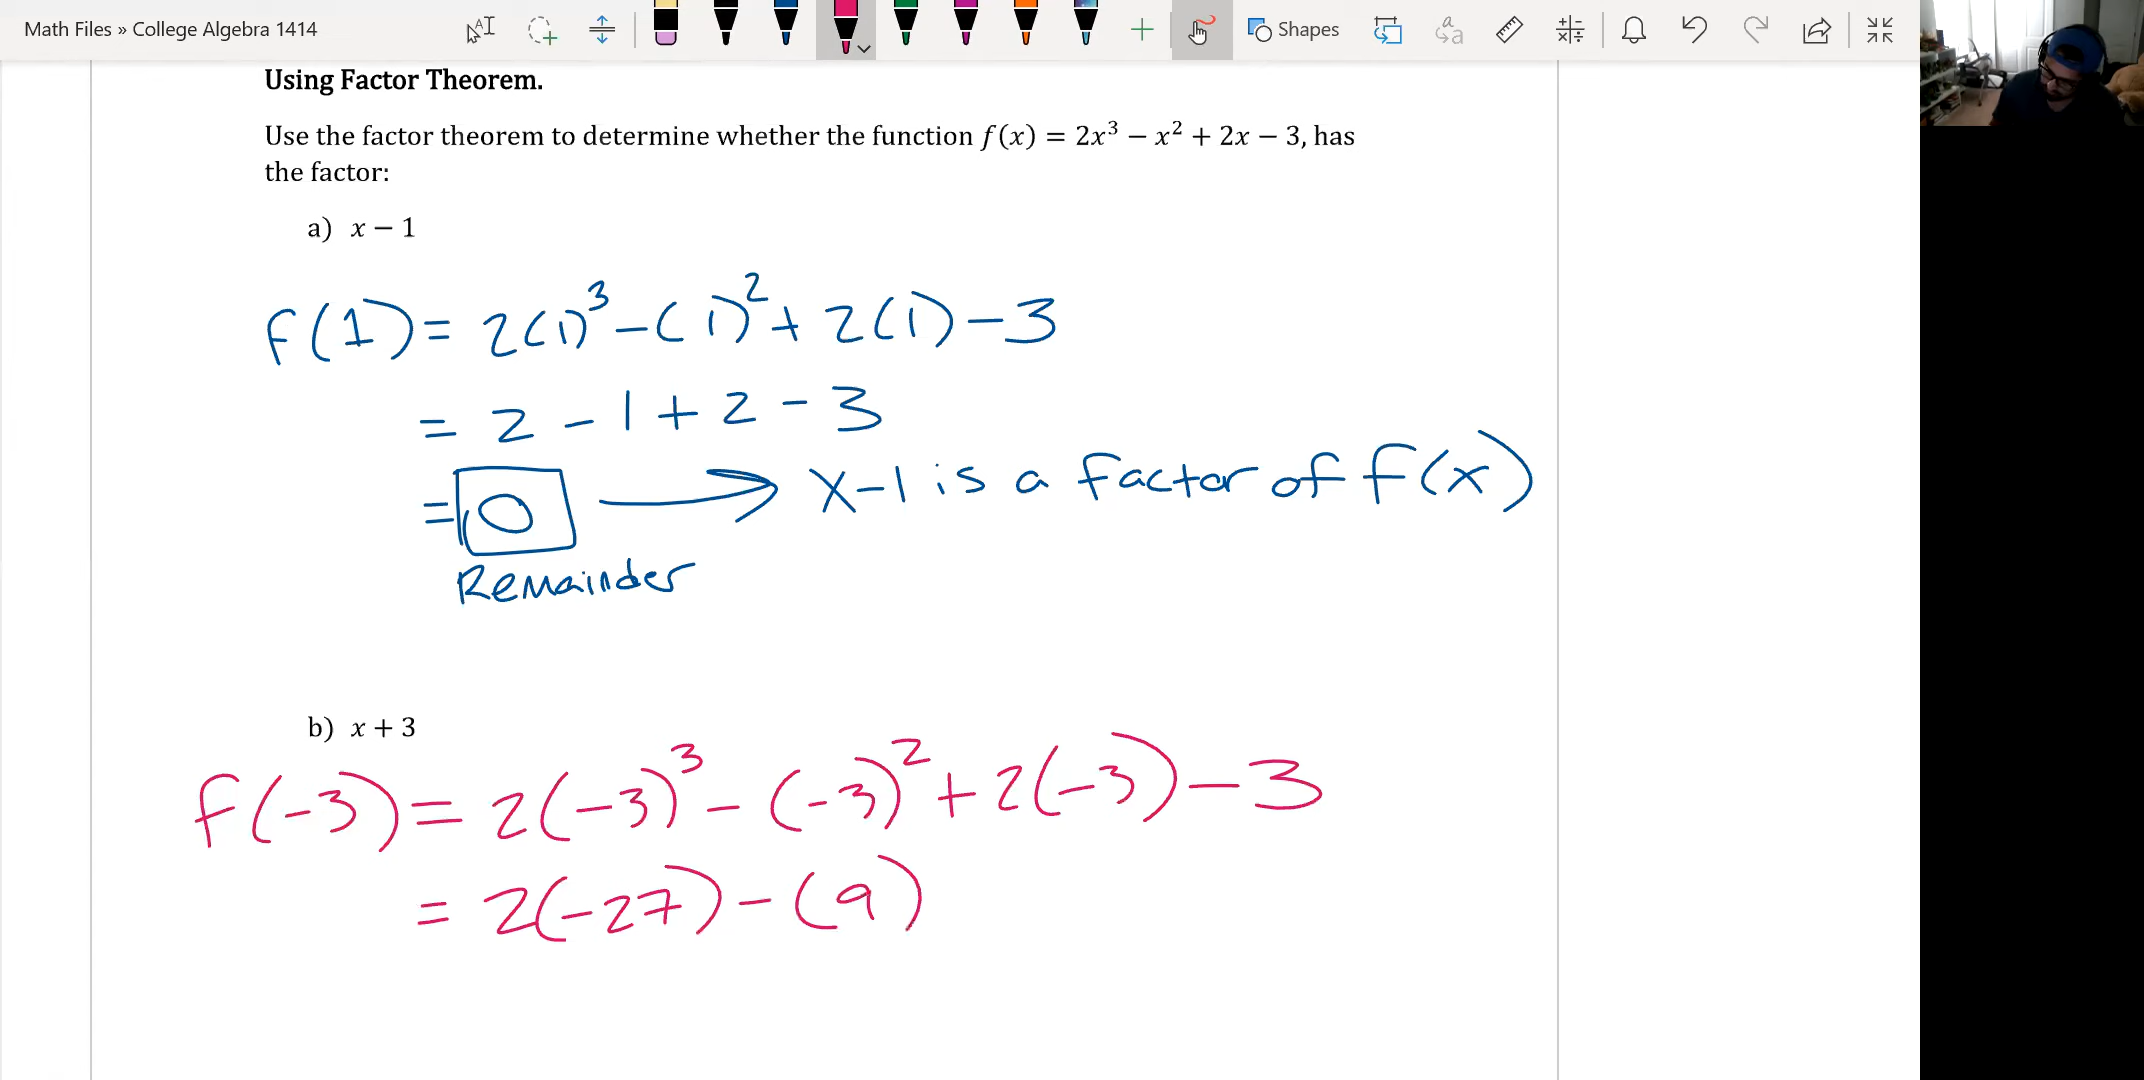 Math Files » College Algebra 1414
Shapes
Using Factor Theorem.
Use the factor theorem to determine whether the function f(x) = 2x³ − x² + 2x − 3, has
the factor:
a) x − 1
f(1) = 2(1)³ − (1)² + 2(1) − 3
= 2 − 1 + 2 − 3
= 0 → x − 1 is a factor of f(x)
Remainder
b) x + 3
f(−3) = 2(−3)³ − (−3)² + 2(−3) − 3
= 2(−27) − (9)